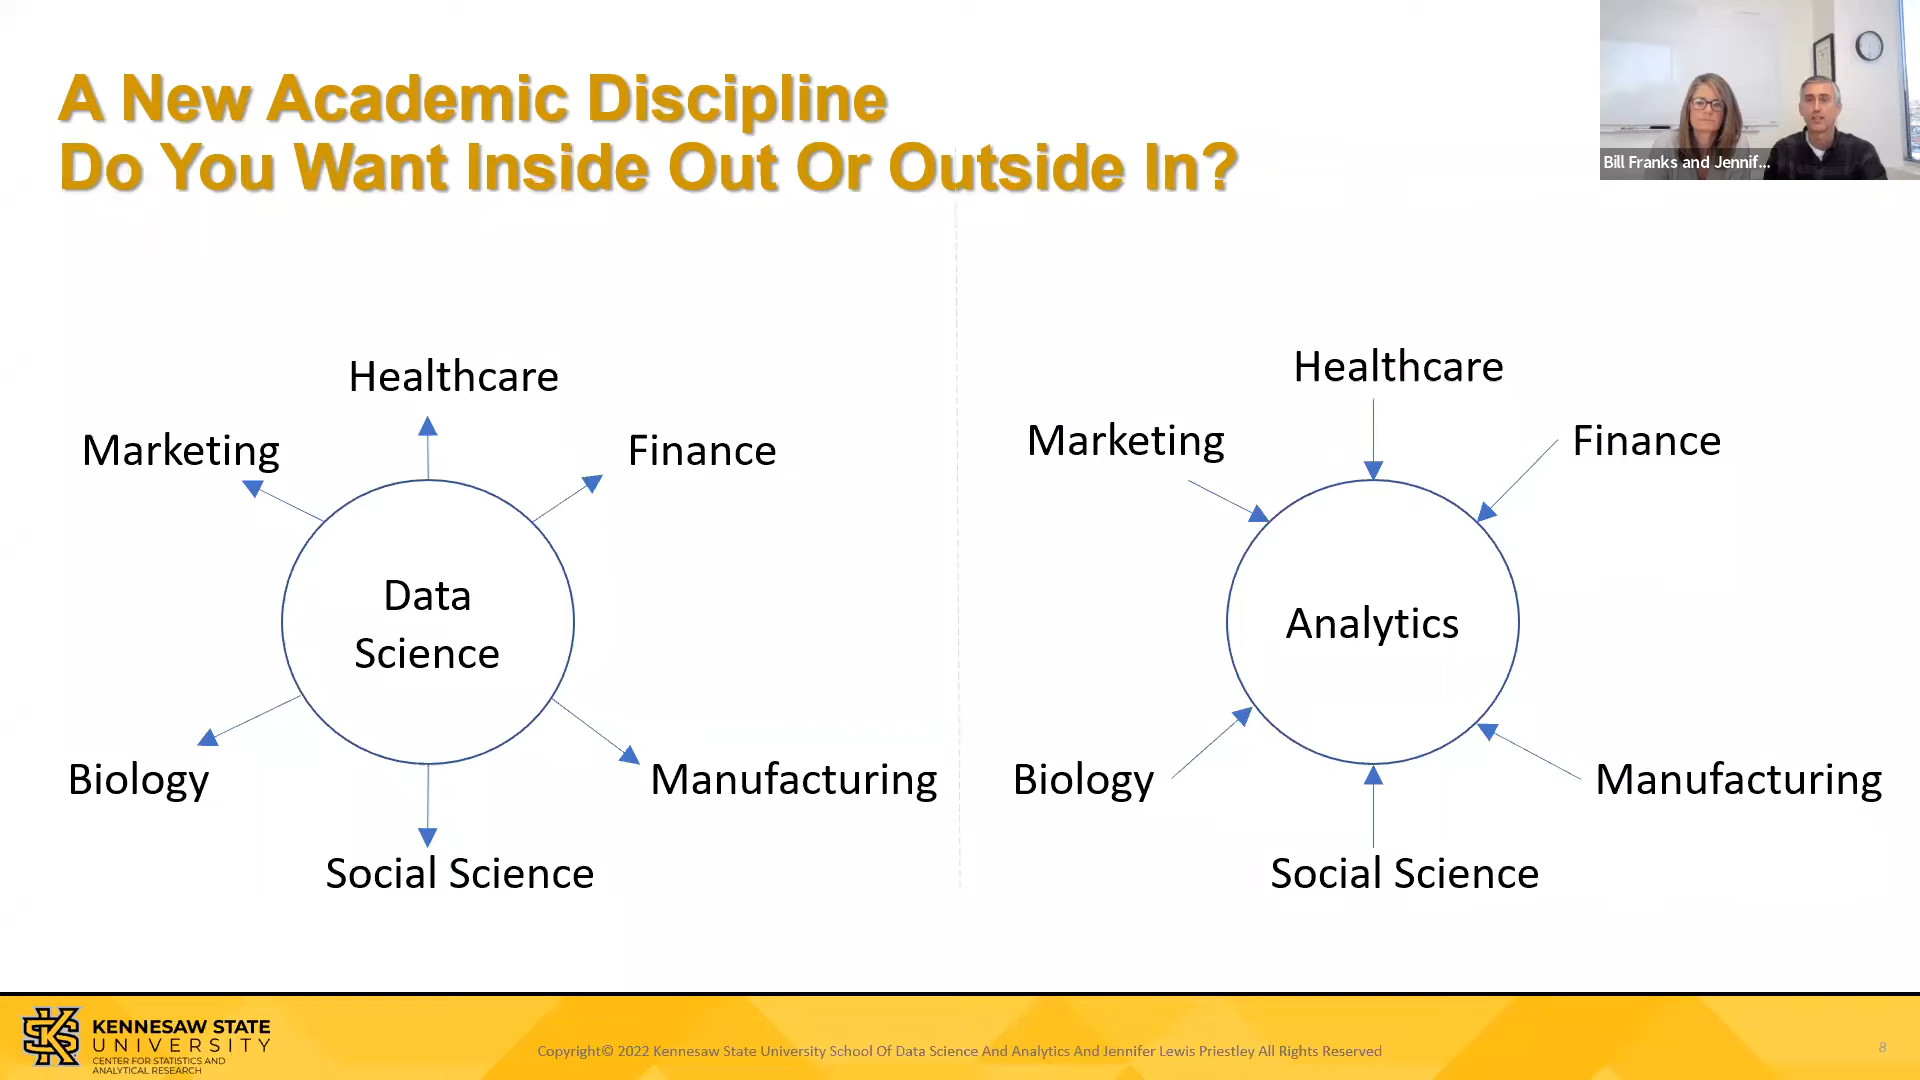 A New Academic Discipline
Do You Want Inside Out Or Outside In?
Bill Franks and Jennif...
Healthcare
Marketing
Finance
Data
Science
Biology
Manufacturing
Social Science
Healthcare
Marketing
Finance
Analytics
Biology
Manufacturing
Social Science
KS
KENNESAW STATE
UNIVERSITY
CENTER FOR STATISTICS AND
ANALYTICAL RESEARCH
Copyright© 2022 Kennesaw State University School Of Data Science And Analytics And Jennifer Lewis Priestley All Rights Reserved
8